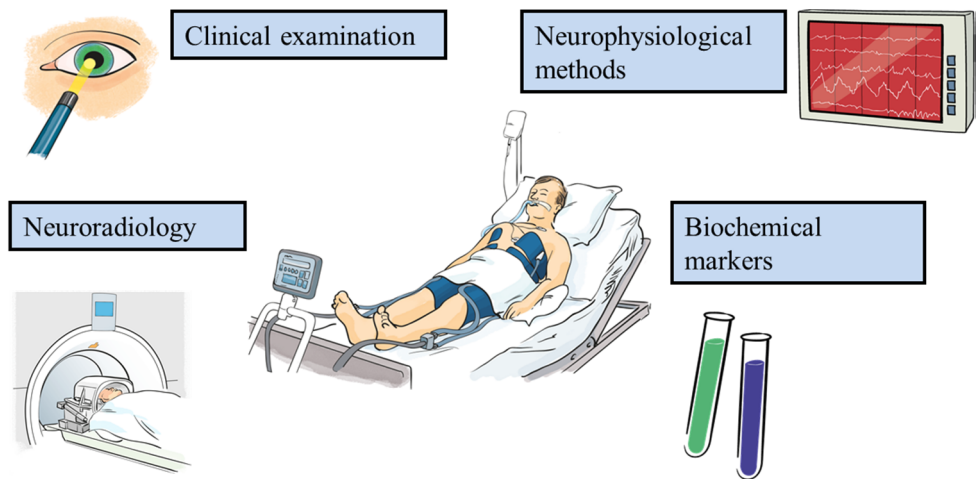 Clinical examination
Neurophysiological
methods
Neuroradiology
Biochemical
markers